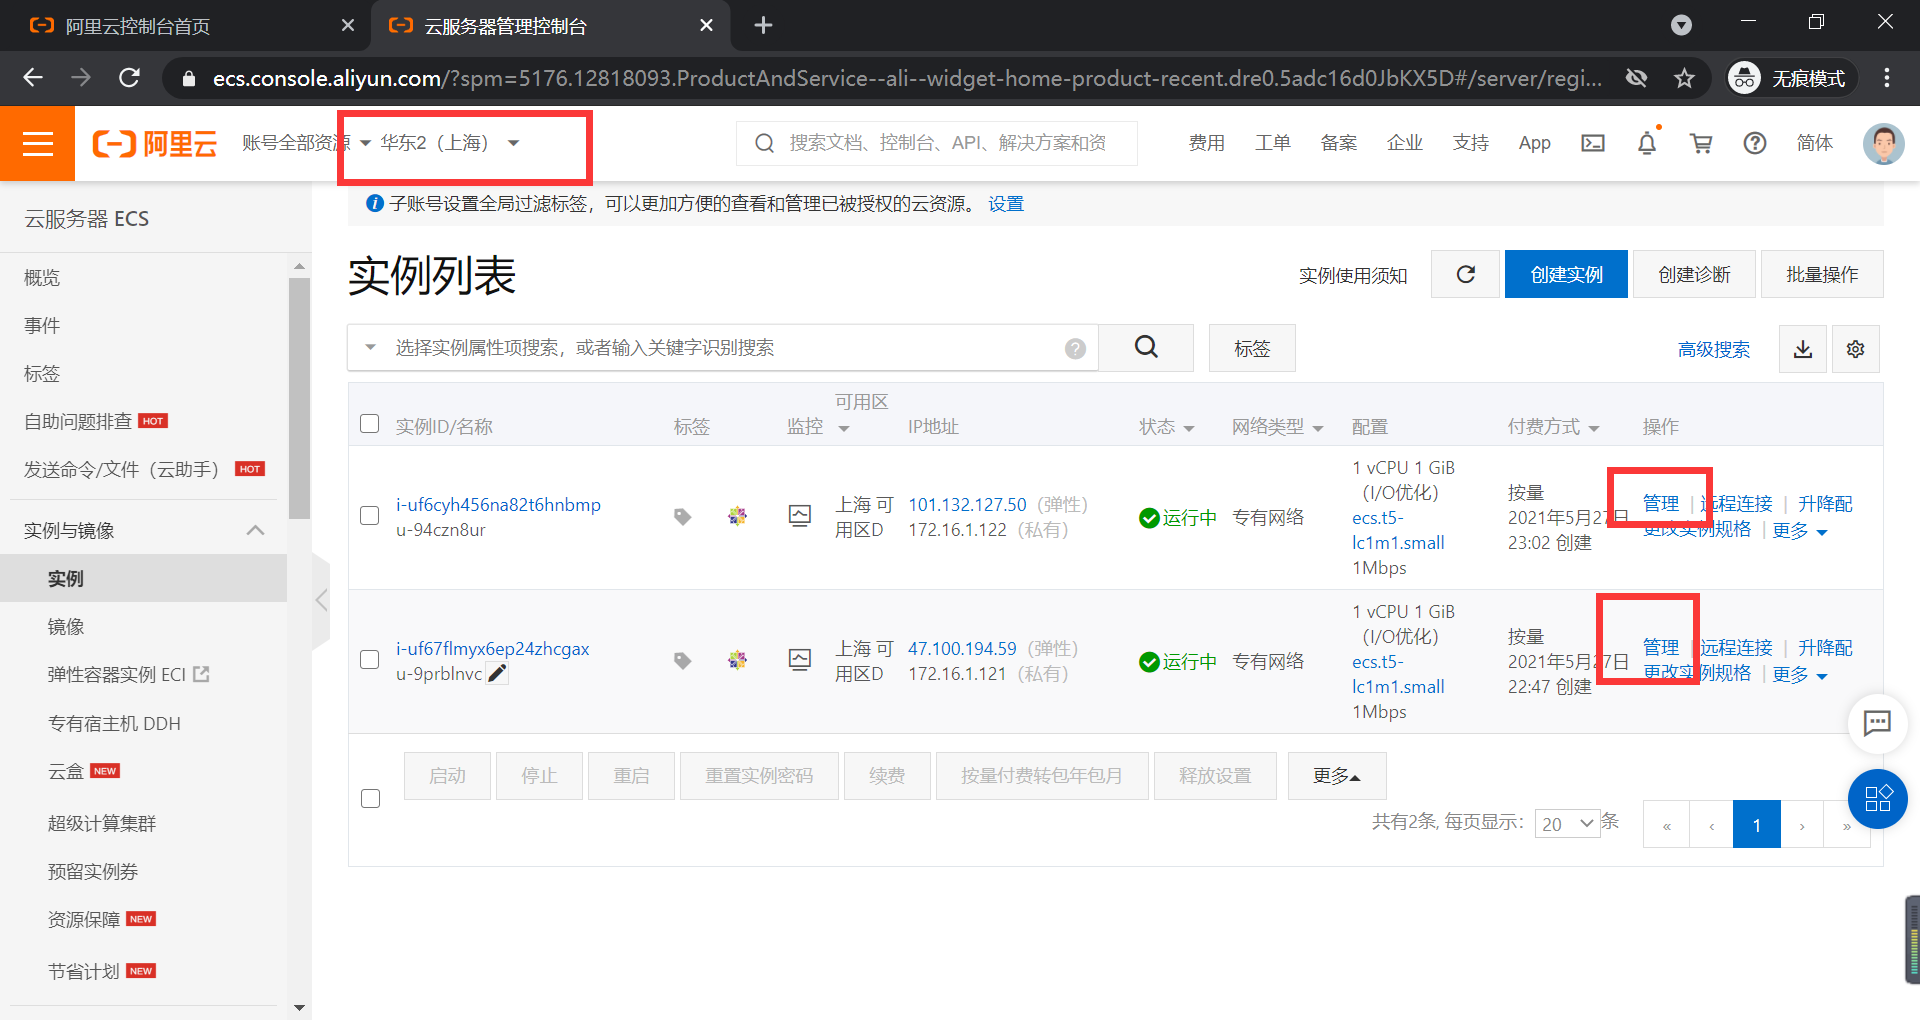 阿里云控制台首页
云服务器管理控制台
ecs.console.aliyun.com/?spm=5176.12818093.ProductAndService--ali--widget-home-product-recent.dre0.5adc16d0JbKX5D#/server/regi...
无痕模式
阿里云
账号全部资源
华东2（上海）
搜索文档、控制台、API、解决方案和资
费用
工单
备案
企业
支持
App
简体
云服务器 ECS
概览
事件
标签
自助问题排查 HOT
发送命令/文件（云助手） HOT
实例与镜像
实例
镜像
弹性容器实例 ECI
专有宿主机 DDH
云盒 NEW
超级计算集群
预留实例券
资源保障 NEW
节省计划 NEW
子账号设置全局过滤标签，可以更加方便的查看和管理已被授权的云资源。 设置
实例列表
实例使用须知
创建实例
创建诊断
批量操作
选择实例属性项搜索，或者输入关键字识别搜索
标签
高级搜索
实例ID/名称
标签
监控
可用区
IP地址
状态
网络类型
配置
付费方式
操作
i-uf6cyh456na82t6hnbmp
u-94czn8ur
上海 可
用区D
101.132.127.50（弹性）
172.16.1.122（私有）
运行中
专有网络
1 vCPU 1 GiB
（I/O优化）
ecs.t5-
lc1m1.small
1Mbps
按量
2021年5月27日
23:02 创建
管理 | 远程连接 | 升降配
更改实例规格 | 更多
i-uf67flmyx6ep24zhcgax
u-9prblnvc
上海 可
用区D
47.100.194.59（弹性）
172.16.1.121（私有）
运行中
专有网络
1 vCPU 1 GiB
（I/O优化）
ecs.t5-
lc1m1.small
1Mbps
按量
2021年5月27日
22:47 创建
管理 | 远程连接 | 升降配
更改实例规格 | 更多
启动
停止
重启
重置实例密码
续费
按量付费转包年包月
释放设置
更多
共有2条, 每页显示: 20 条
« ‹ 1 › »